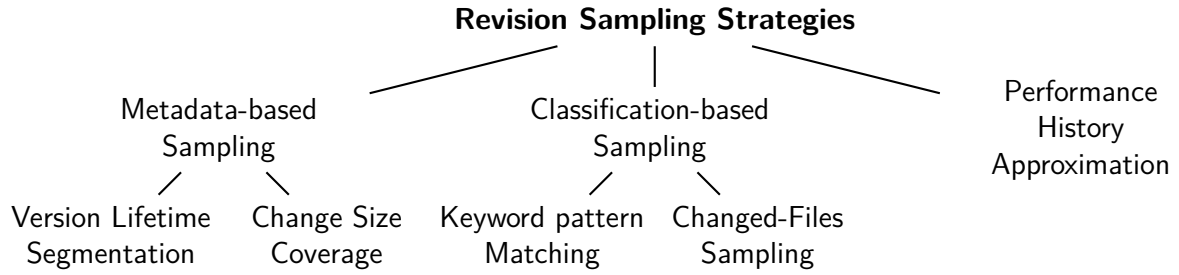 Revision Sampling Strategies
Metadata-based
Sampling
Classification-based
Sampling
Performance
History
Approximation
Version Lifetime
Segmentation
Change Size
Coverage
Keyword pattern
Matching
Changed-Files
Sampling